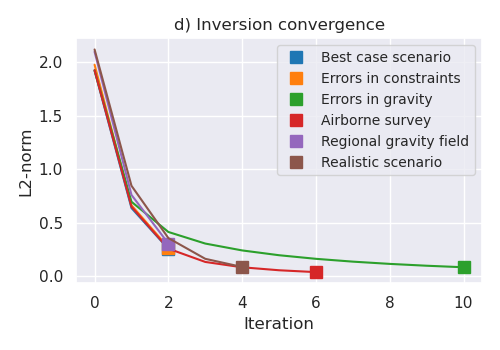 d) Inversion convergence
2.0
1.5
1.0
0.5
0.0
L2-norm
Best case scenario
Errors in constraints
Errors in gravity
Airborne survey
Regional gravity field
Realistic scenario
0 2 4 6 8 10
Iteration